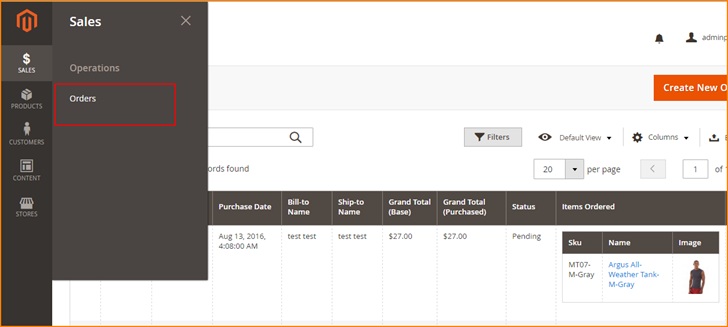 Sales
Operations
Orders
SALES
PRODUCTS
CUSTOMERS
CONTENT
STORES
adminp
Create New O
Filters
Default View
Columns
ords found
20
per page
1
of 1
Purchase Date
Bill-to
Name
Ship-to
Name
Grand Total
(Base)
Grand Total
(Purchased)
Status
Items Ordered
Aug 13, 2016,
4:08:00 AM
test test
test test
$27.00
$27.00
Pending
Sku
Name
Image
MT07-
M-Gray
Argus All-
Weather Tank-
M-Gray